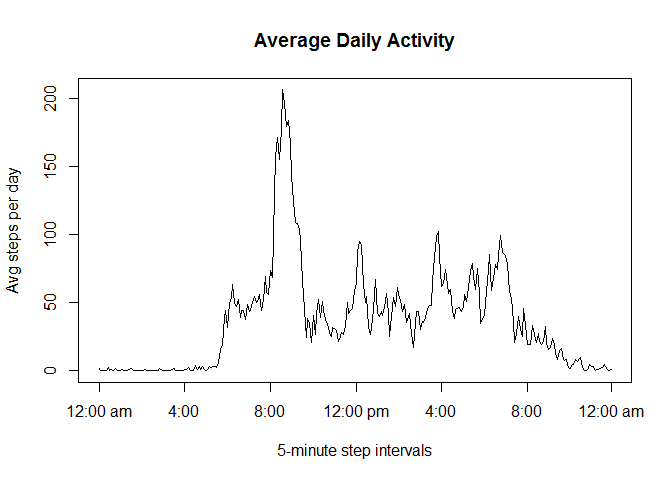 Average Daily Activity
Avg steps per day
200
150
100
50
0
12:00 am 4:00 8:00 12:00 pm 4:00 8:00 12:00 am
5-minute step intervals